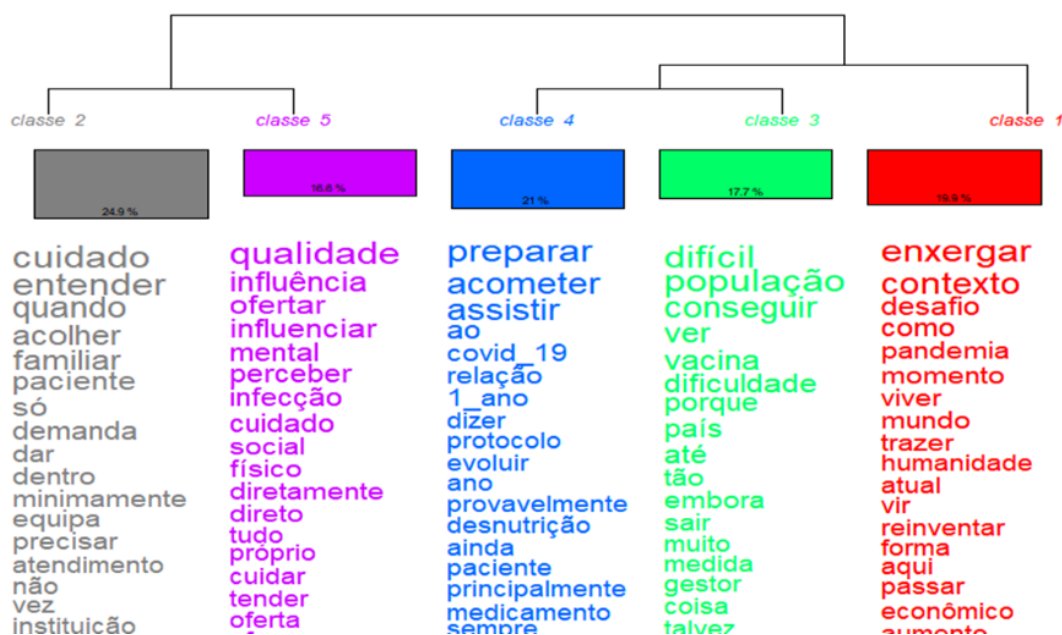 classe 2
classe 5
classe 4
classe 3
classe 1
24.9 %
16.6 %
21 %
17.7 %
19.9 %
cuidado
entender
quando
acolher
familiar
paciente
só
demanda
dar
dentro
minimamente
equipa
precisar
atendimento
não
vez
instituição
qualidade
influência
ofertar
influenciar
mental
perceber
infecção
cuidado
social
físico
diretamente
direto
tudo
próprio
cuidar
tender
oferta
preparar
acometer
assistir
ao
covid_19
relação
1_ano
dizer
protocolo
evoluir
ano
provavelmente
desnutrição
ainda
paciente
principalmente
medicamento
sempre
difícil
população
conseguir
ver
vacina
dificuldade
porque
país
até
tão
embora
sair
muito
medida
gestor
coisa
talvez
enxergar
contexto
desafio
como
pandemia
momento
viver
mundo
trazer
humanidade
atual
vir
reinventar
forma
aqui
passar
econômico
aumento